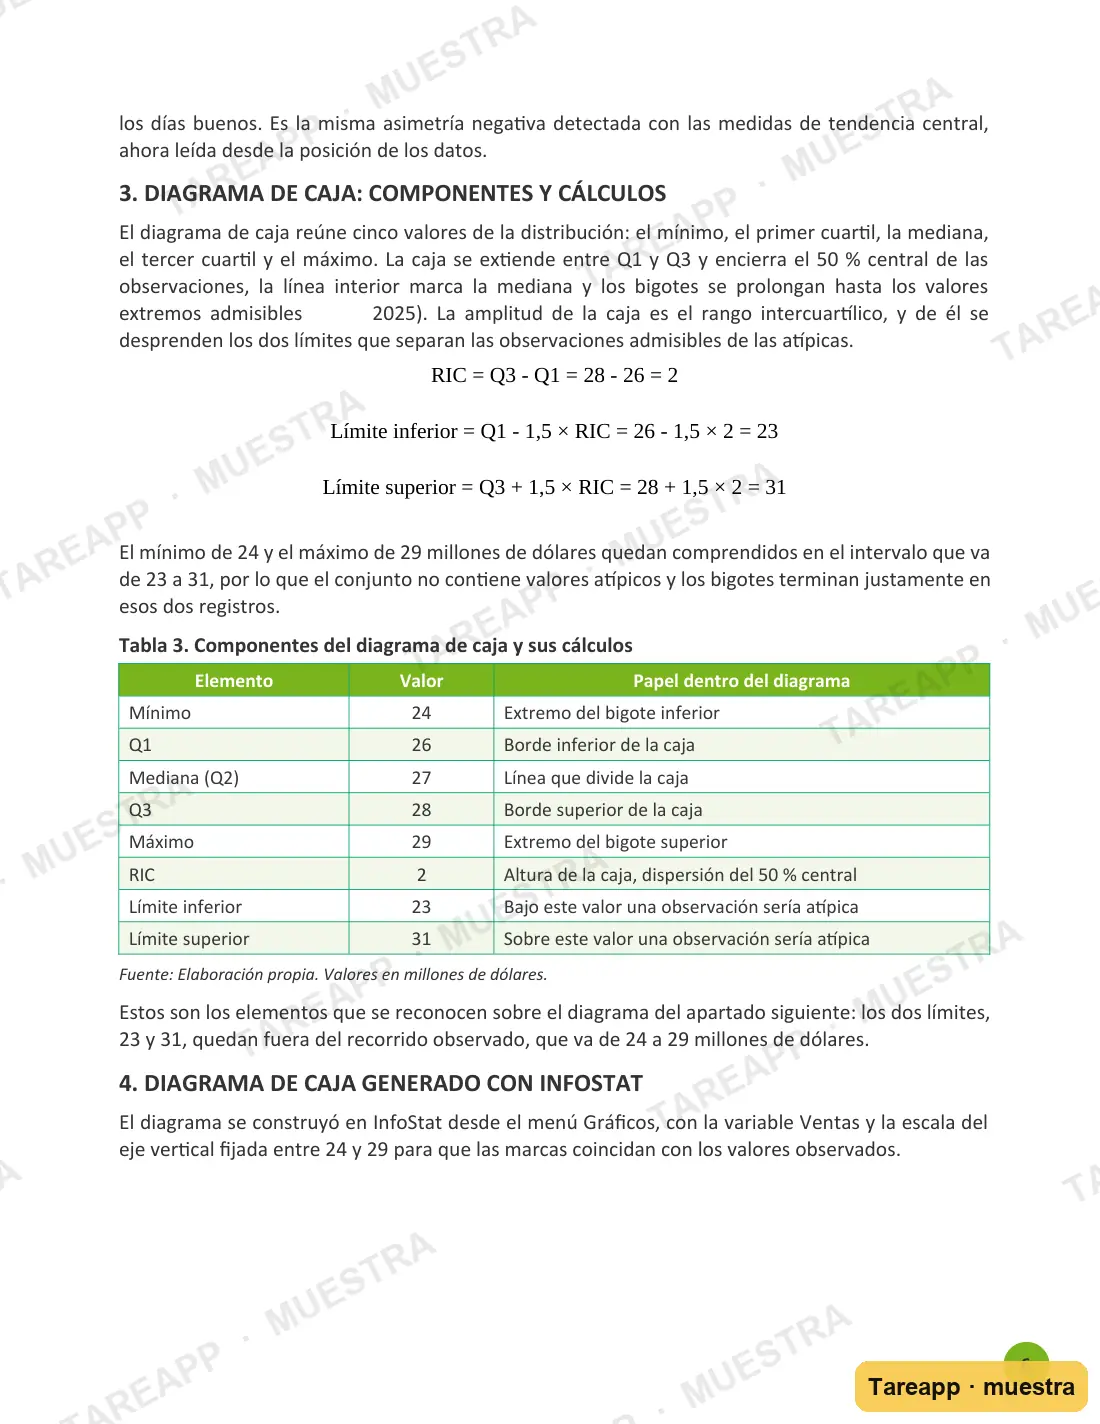 los días buenos. Es la misma asimetría negativa detectada con las medidas de tendencia central,
ahora leída desde la posición de los datos.
3. DIAGRAMA DE CAJA: COMPONENTES Y CÁLCULOS
El diagrama de caja reúne cinco valores de la distribución: el mínimo, el primer cuartil, la mediana,
el tercer cuartil y el máximo. La caja se extiende entre Q1 y Q3 y encierra el 50 % central de las
observaciones, la línea interior marca la mediana y los bigotes se prolongan hasta los valores
extremos admisibles 2025). La amplitud de la caja es el rango intercuartílico, y de él se
desprenden los dos límites que separan las observaciones admisibles de las atípicas.
RIC = Q3 - Q1 = 28 - 26 = 2
Límite inferior = Q1 - 1,5 × RIC = 26 - 1,5 × 2 = 23
Límite superior = Q3 + 1,5 × RIC = 28 + 1,5 × 2 = 31
El mínimo de 24 y el máximo de 29 millones de dólares quedan comprendidos en el intervalo que va
de 23 a 31, por lo que el conjunto no contiene valores atípicos y los bigotes terminan justamente en
esos dos registros.
Tabla 3. Componentes del diagrama de caja y sus cálculos
Elemento Valor Papel dentro del diagrama
Mínimo 24 Extremo del bigote inferior
Q1 26 Borde inferior de la caja
Mediana (Q2) 27 Línea que divide la caja
Q3 28 Borde superior de la caja
Máximo 29 Extremo del bigote superior
RIC 2 Altura de la caja, dispersión del 50 % central
Límite inferior 23 Bajo este valor una observación sería atípica
Límite superior 31 Sobre este valor una observación sería atípica
Fuente: Elaboración propia. Valores en millones de dólares.
Estos son los elementos que se reconocen sobre el diagrama del apartado siguiente: los dos límites,
23 y 31, quedan fuera del recorrido observado, que va de 24 a 29 millones de dólares.
4. DIAGRAMA DE CAJA GENERADO CON INFOSTAT
El diagrama se construyó en InfoStat desde el menú Gráficos, con la variable Ventas y la escala del
eje vertical fijada entre 24 y 29 para que las marcas coincidan con los valores observados.
TAREAPP · MUESTRA
Tareapp · muestra